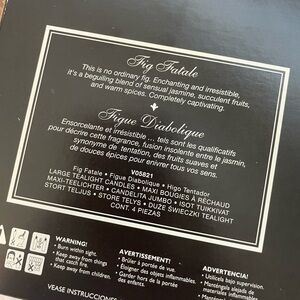 Fig Fatale
This is no ordinary fig. Enchanting and irresistible.
It's a beguiling blend of sensual jasmine, succulent fruits,
and warm spices. Completely captivating.
Figue Diabolique
Ensorcelante et irrésistible ... tels sont les qualificatifs
pour décrire cette fragrance, fusion insolente entre le jasmin,
synonyme de tentation, des fruits suaves et
de douces épices pour enivrer tous vos sens.
V05821
Fig Fatale • Figue Diabolique • Higo Tentador
LARGE TEALIGHT CANDLES • MAXI RÉCHAUD
MAXI-TEELICHTER • CANDELITA JUMBO • ISOT TUIKKIVAT
STORT TELJUS • STORE TELYS • DUŻE ŚWIECZKI TEALIGHT
CONT. 4 PIEZAS
WARNING!
Burn within sight.
Keep away from things
that catch fire.
Keep away from children.
AVERTISSEMENT!
Brûler à portée de vue.
Éloigner des objets inflammables.
Garder hors de la portée
des enfants.
ADVERTENCIA!
Utilícela bajo supervisión.
Manténgala alejada
de materiales inflamables.
VEASE INSTRUCCIONES